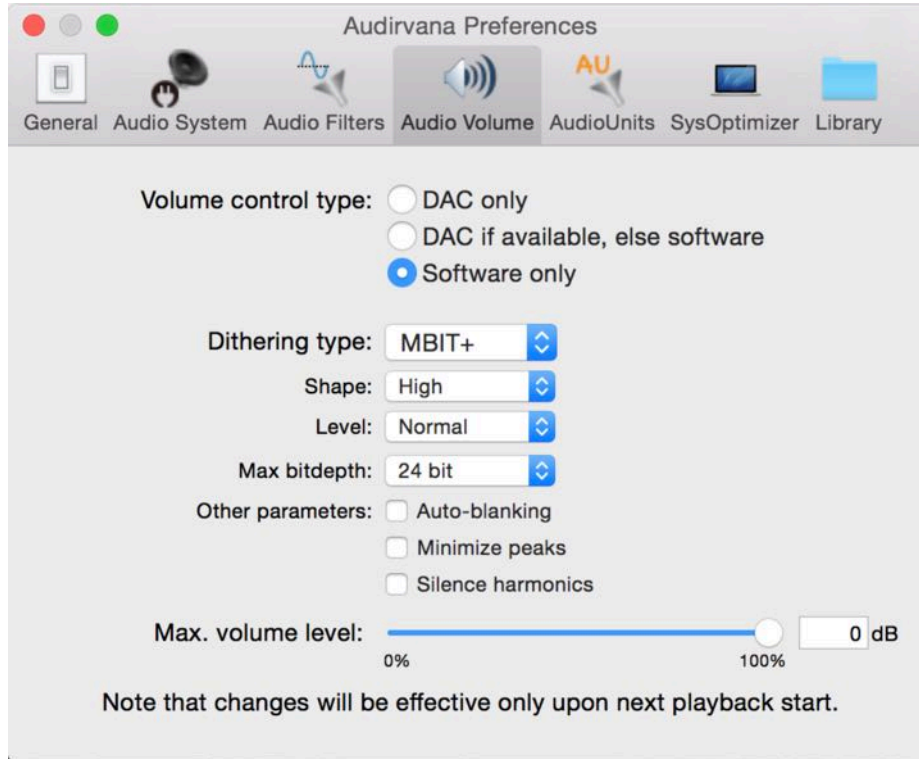 Audirvana Preferences
AU
General Audio System Audio Filters Audio Volume AudioUnits SysOptimizer Library
Volume control type: DAC only
DAC if available, else software
Software only
Dithering type: MBIT+
Shape: High
Level: Normal
Max bitdepth: 24 bit
Other parameters: Auto-blanking
Minimize peaks
Silence harmonics
Max. volume level: 0 dB
0% 100%
Note that changes will be effective only upon next playback start.